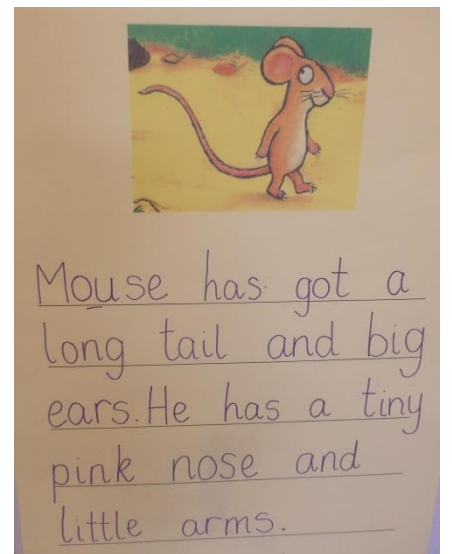 Mouse has got a
long tail and big
ears. He has a tiny
pink nose and
little arms.